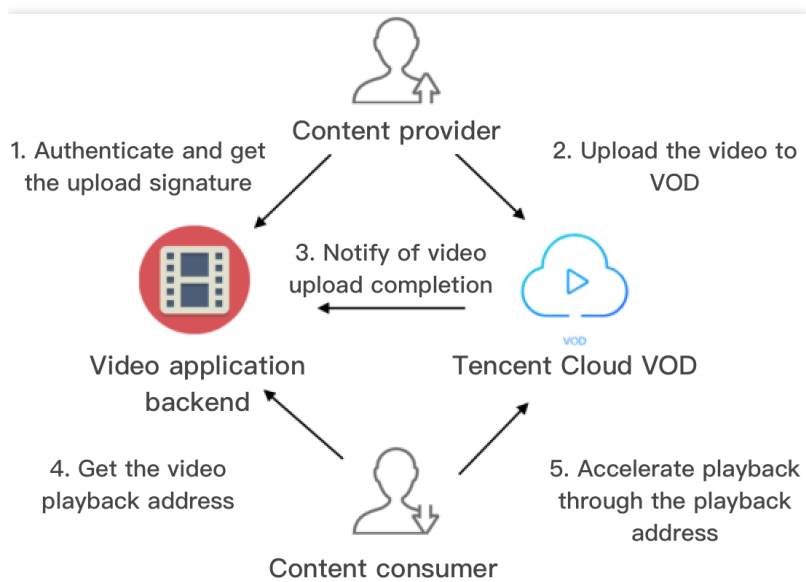 Content provider
1. Authenticate and get
the upload signature
2. Upload the video to
VOD
3. Notify of video
upload completion
VOD
Video application
backend
Tencent Cloud VOD
4. Get the video
playback address
5. Accelerate playback
through the playback
address
Content consumer